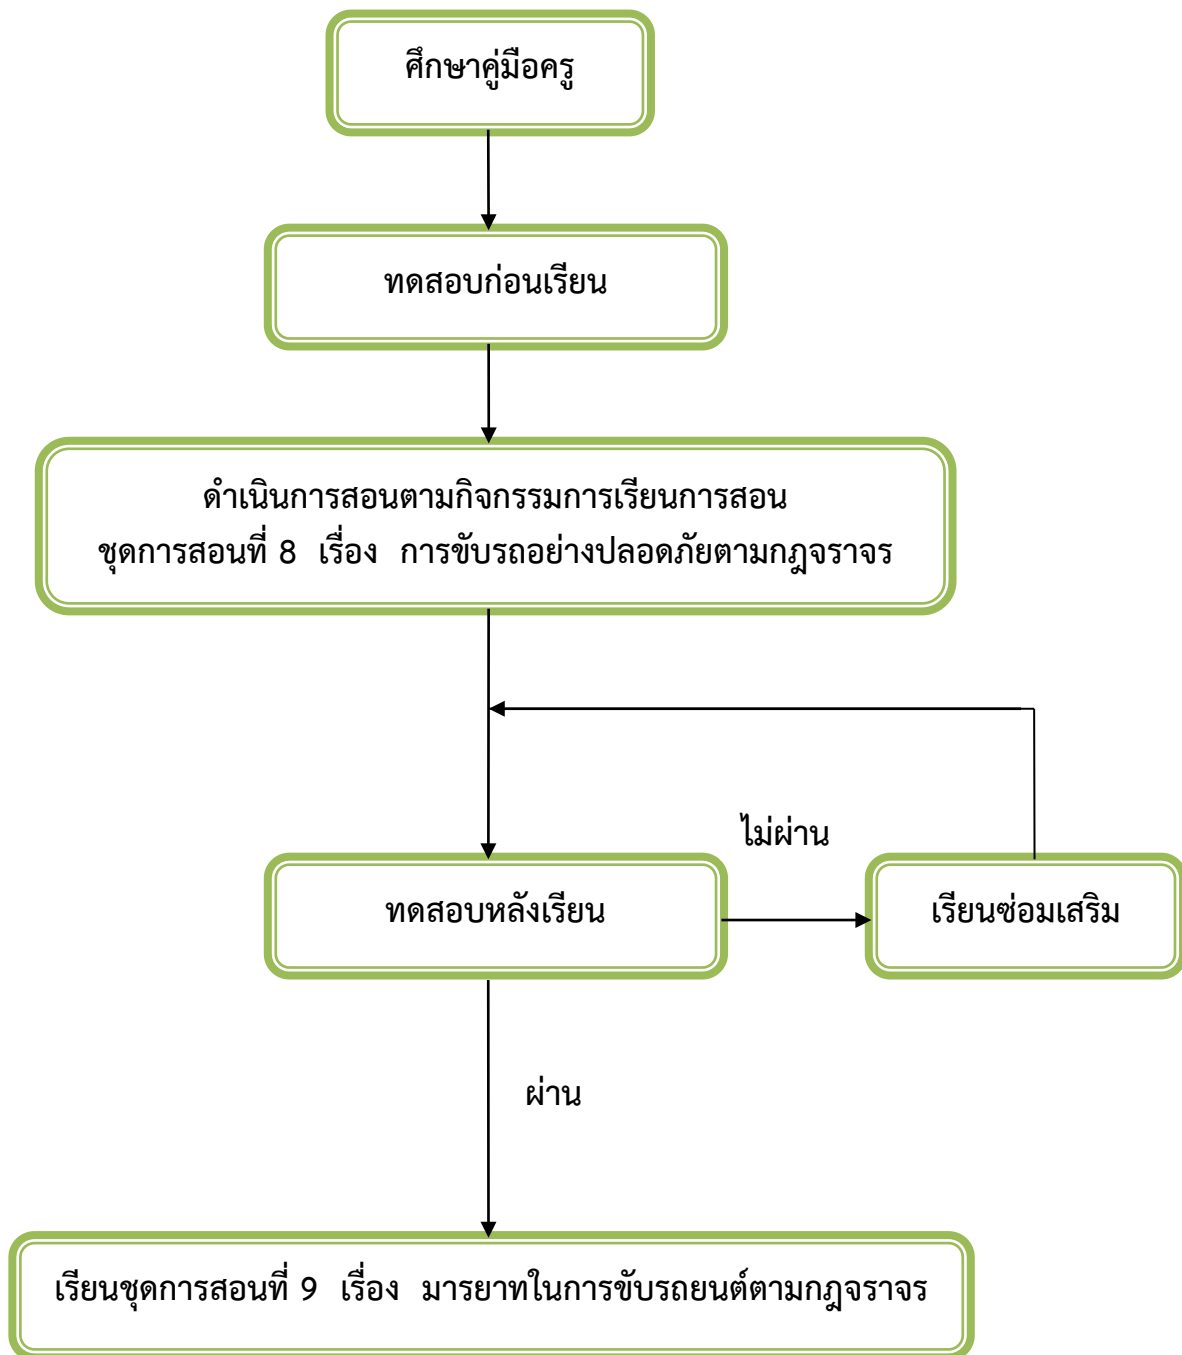 ศึกษาคู่มือครู
ทดสอบก่อนเรียน
ดำเนินการสอนตามกิจกรรมการเรียนการสอน
ชุดการสอนที่ 8 เรื่อง การขับรถอย่างปลอดภัยตามกฎจราจร
ไม่ผ่าน
ทดสอบหลังเรียน
เรียนซ่อมเสริม
ผ่าน
เรียนชุดการสอนที่ 9 เรื่อง มารยาทในการขับรถยนต์ตามกฎจราจร